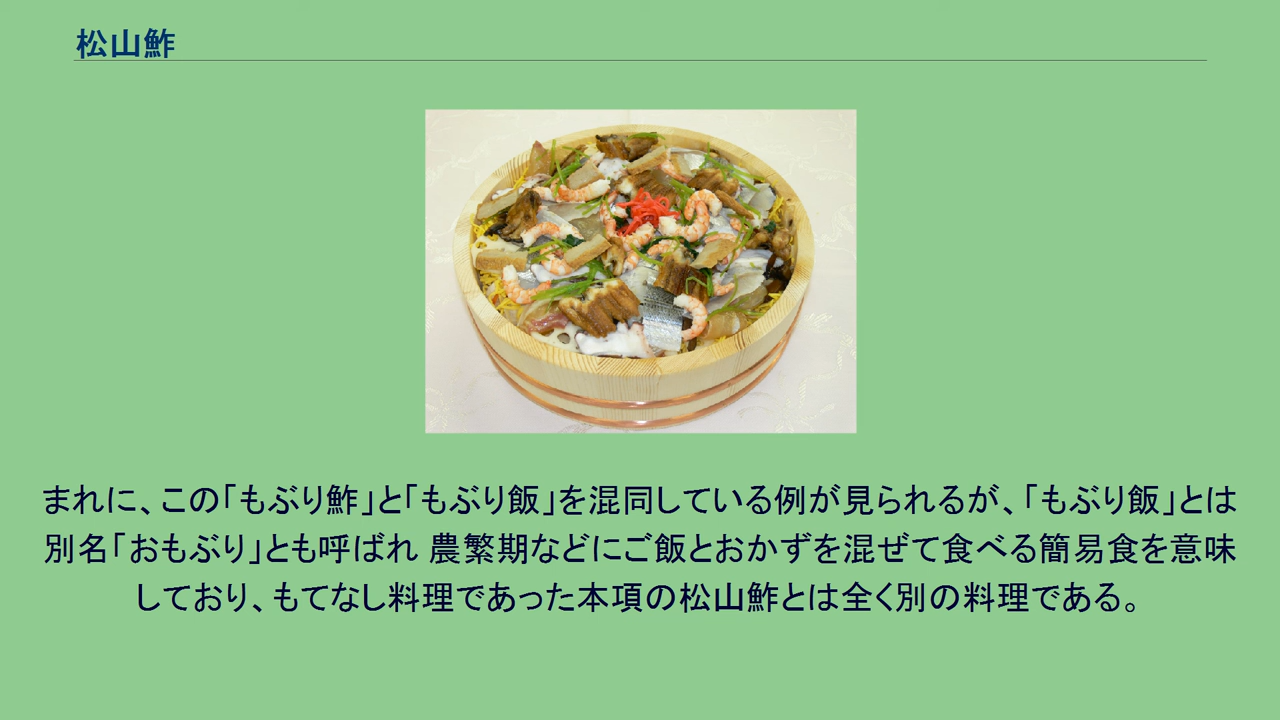 松山鮓
まれに、この「もぶり鮓」と「もぶり飯」を混同している例が見られるが、「もぶり飯」とは
別名「おもぶり」とも呼ばれ 農繁期などにご飯とおかずを混ぜて食べる簡易食を意味
しており、もてなし料理であった本項の松山鮓とは全く別の料理である。